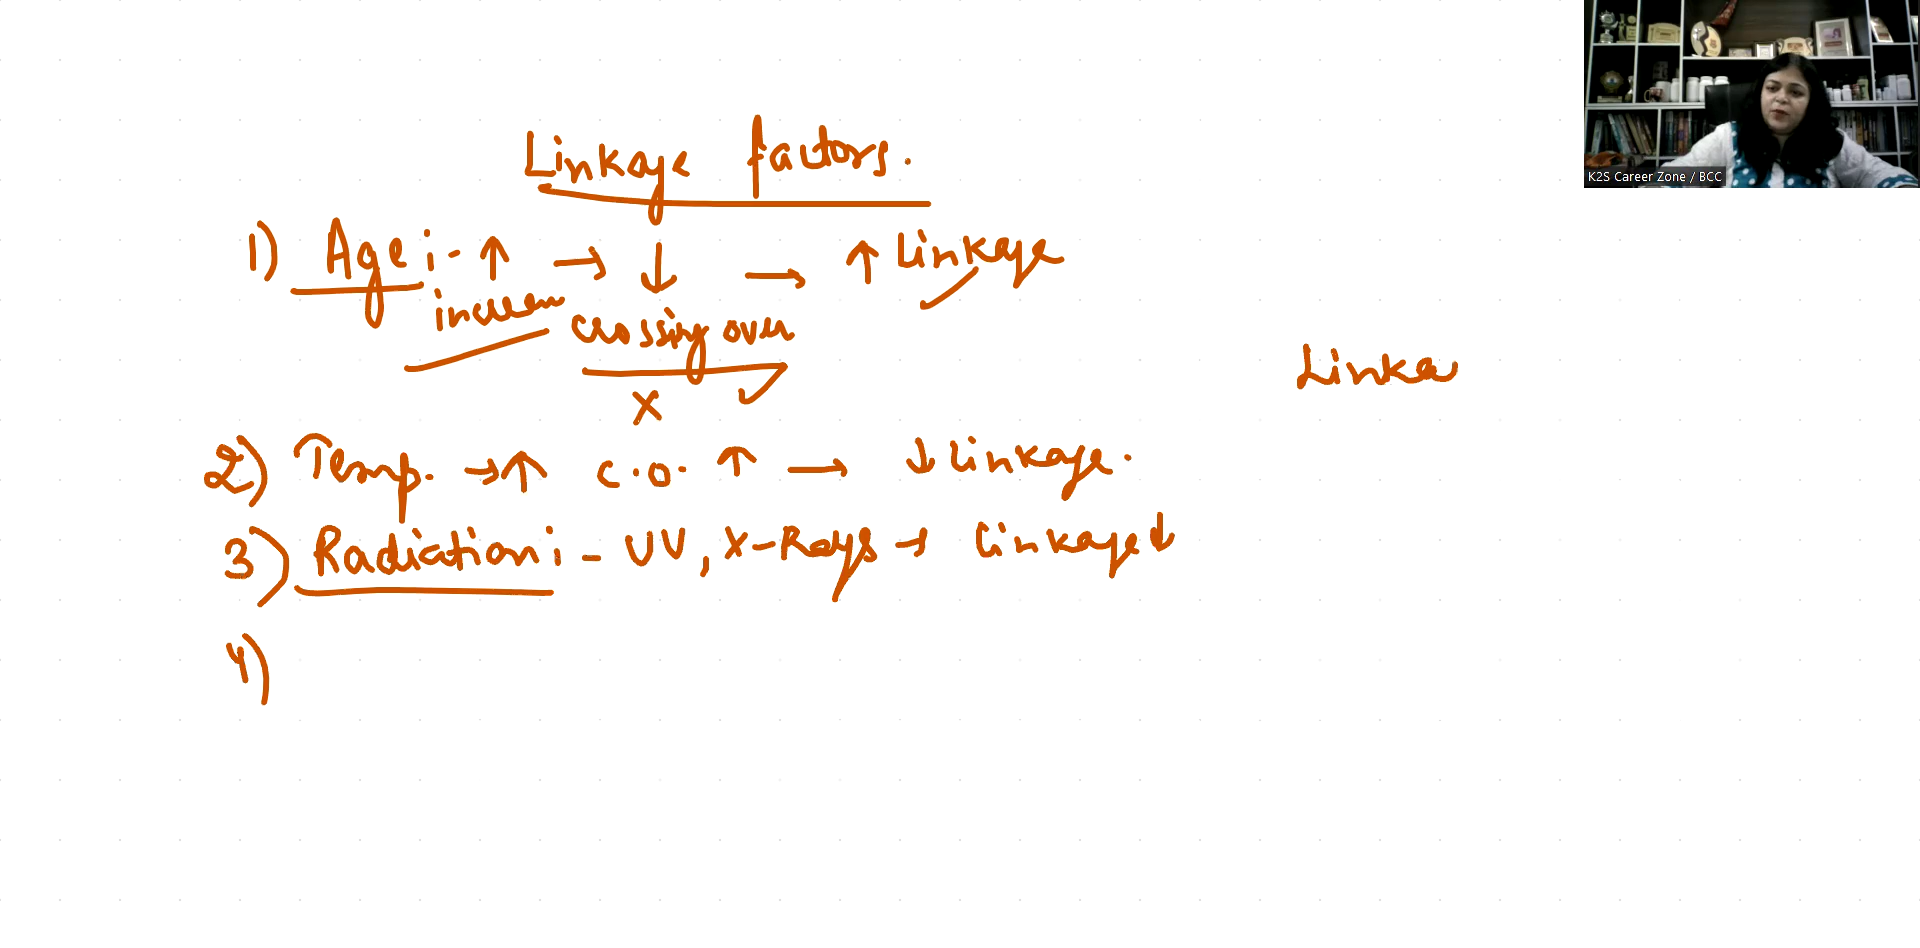 Linkage factors.
1) Age :- ↑ → ↓ → ↑ Linkage
increase crossing over
x
Linka
2) Temp. → ↑ C.O. ↑ → ↓ Linkage.
3) Radiation :- UV, X-Rays → Linkage ↓
4)
K2S Career Zone / BCC